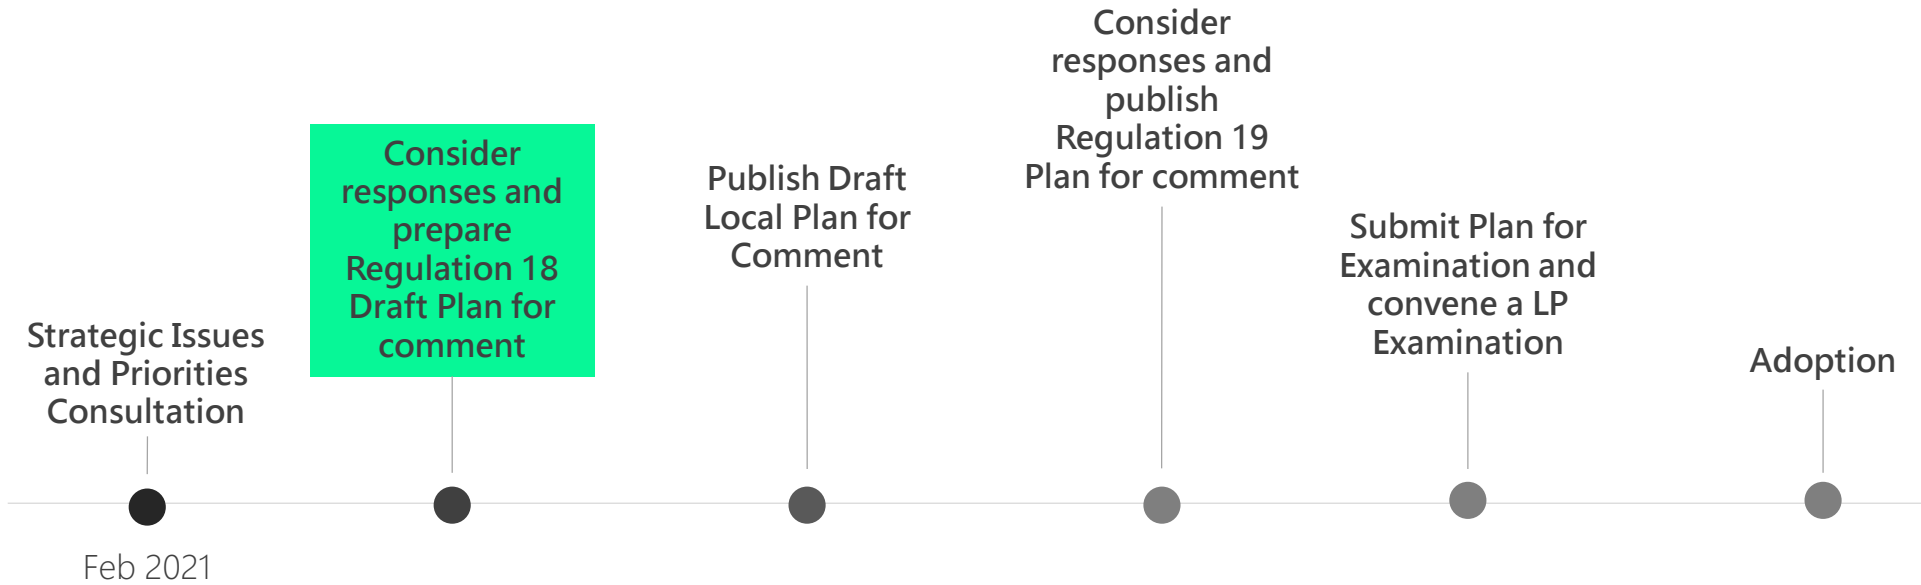 Strategic Issues
and Priorities
Consultation
Feb 2021
Consider
responses and
prepare
Regulation 18
Draft Plan for
comment
Publish Draft
Local Plan for
Comment
Consider
responses and
publish
Regulation 19
Plan for comment
Submit Plan for
Examination and
convene a LP
Examination
Adoption